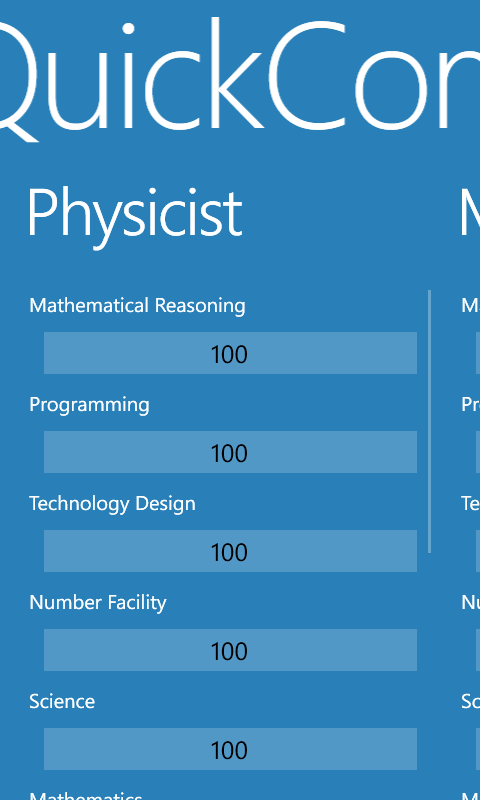 QuickCon
Physicist
Mathematical Reasoning
100
Programming
100
Technology Design
100
Number Facility
100
Science
100
Mathematics
M
Ma
Pr
Te
Nu
Sc
M